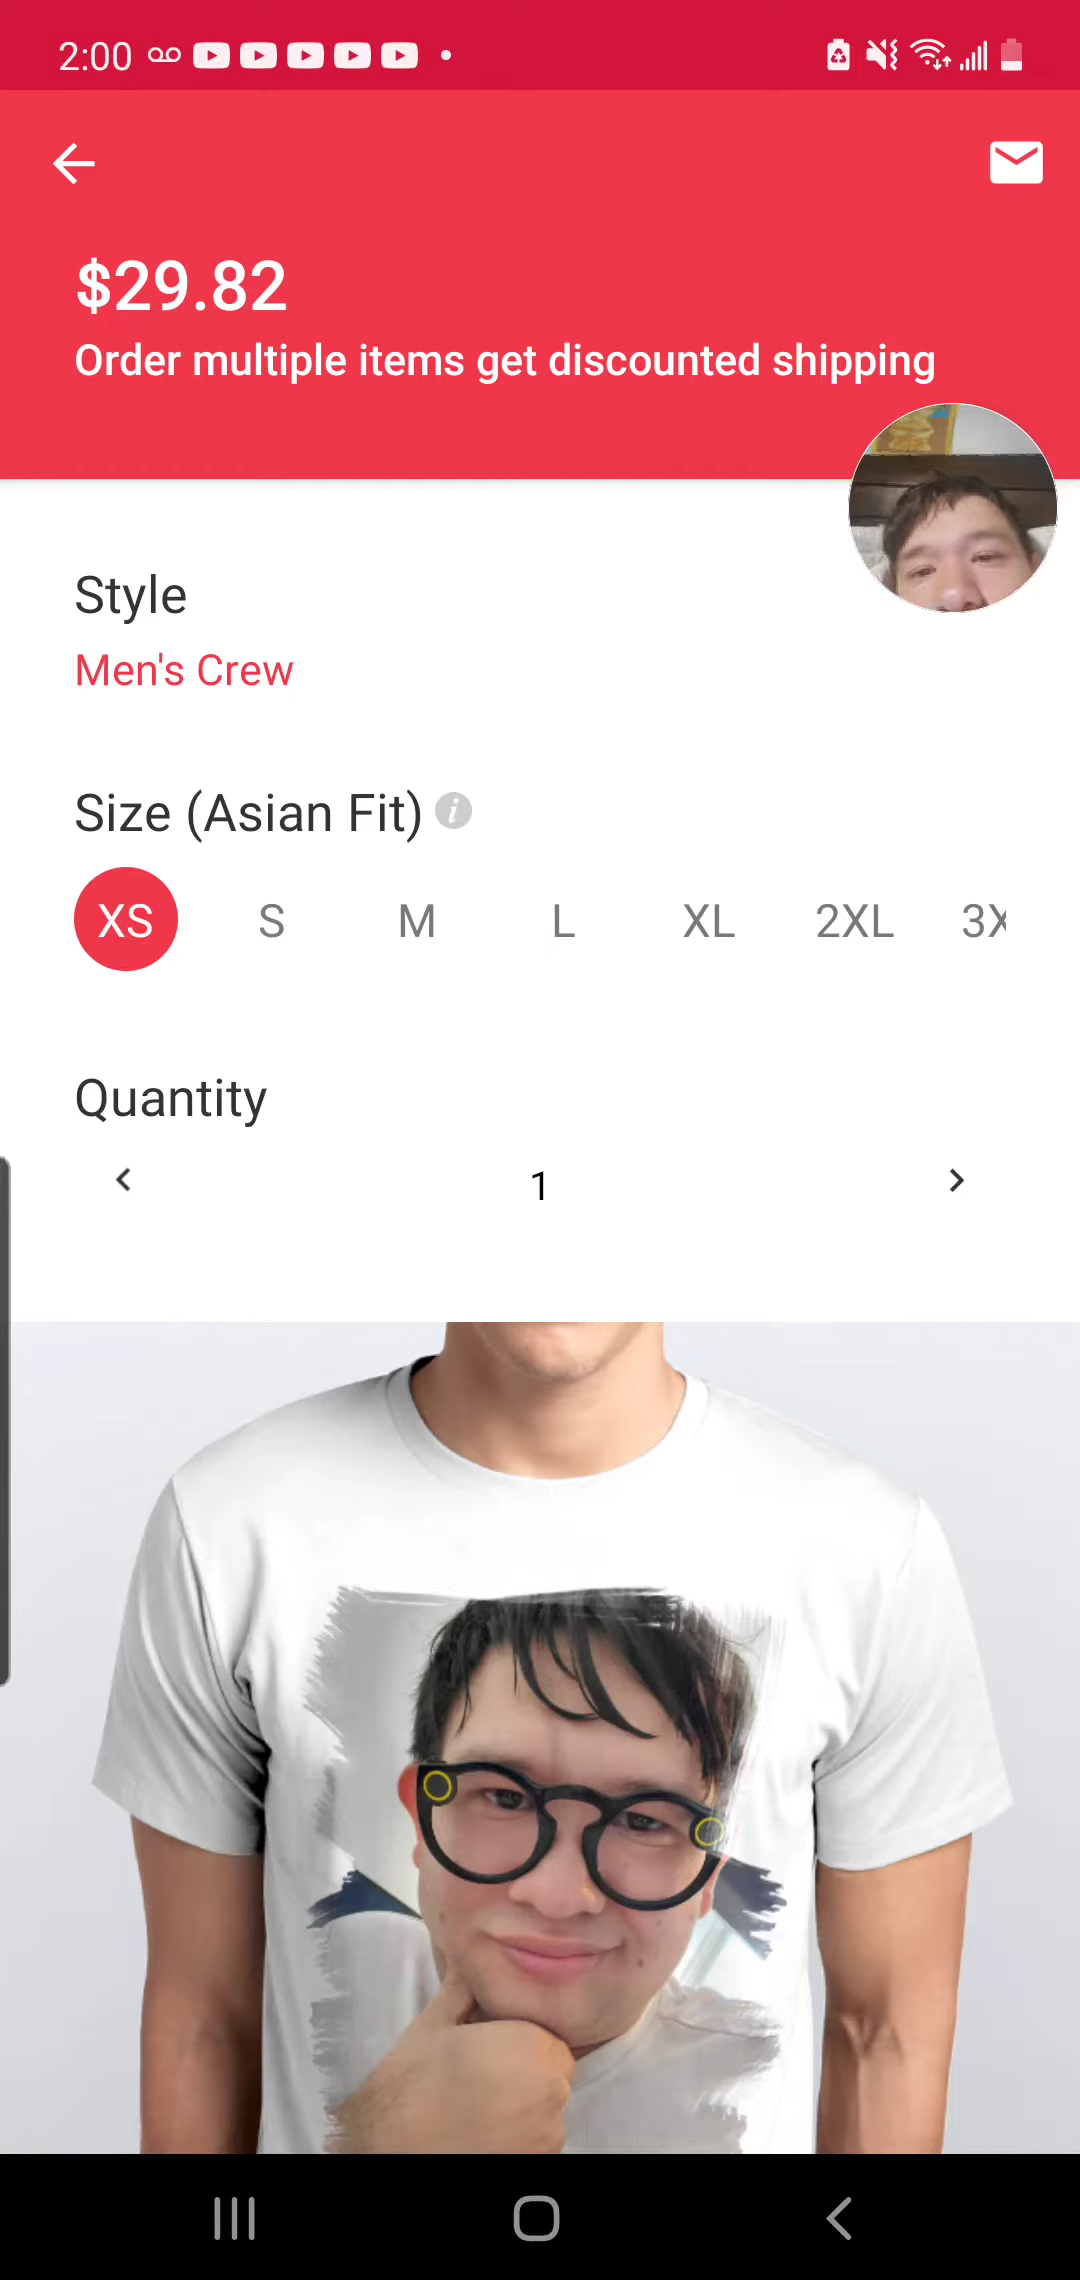 2:00
$29.82
Order multiple items get discounted shipping
Style
Men's Crew
Size (Asian Fit) i
XS S M L XL 2XL 3X
Quantity
1